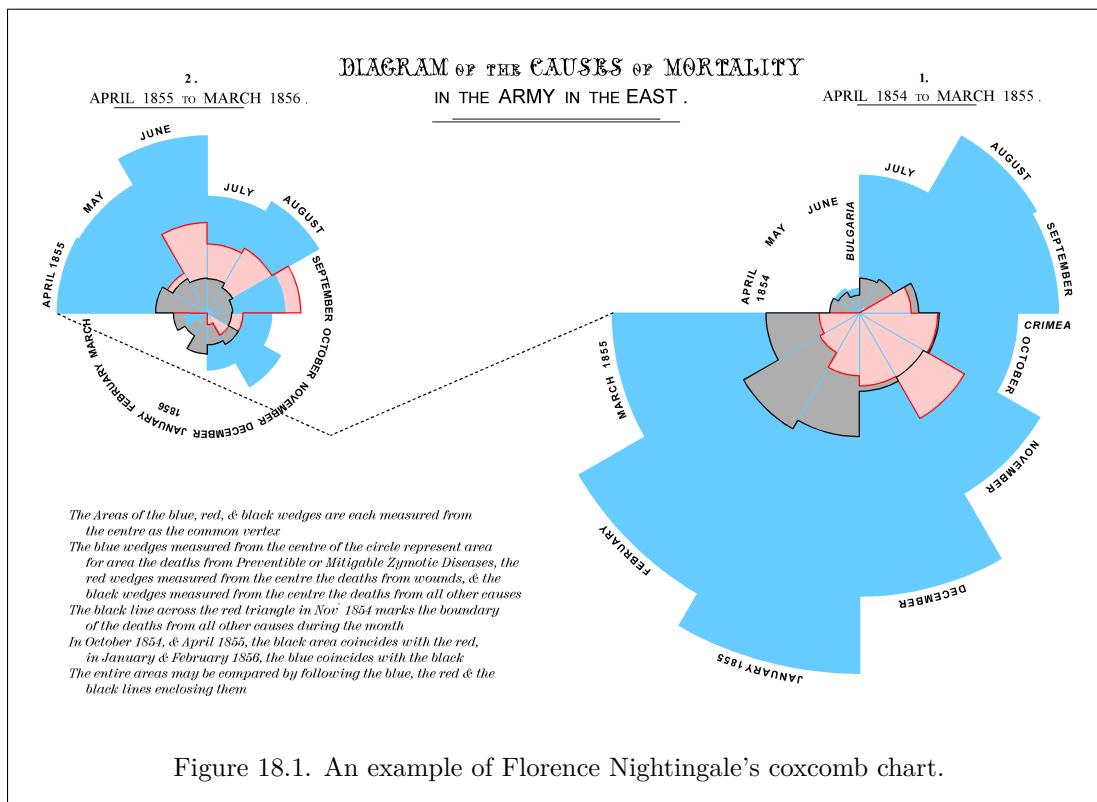 DIAGRAM OF THE CAUSES OF MORTALITY
IN THE ARMY IN THE EAST .
2 .
APRIL 1855 TO MARCH 1856 .
1.
APRIL 1854 TO MARCH 1855 .
APRIL 1855
MAY
JUNE
JULY
AUGUST
SEPTEMBER
OCTOBER
NOVEMBER
DECEMBER
JANUARY
1856
FEBRUARY
MARCH
APRIL
1854
MAY
JUNE
BULGARIA
JULY
AUGUST
SEPTEMBER
CRIMEA
OCTOBER
NOVEMBER
DECEMBER
JANUARY 1855
FEBRUARY
MARCH 1855
The Areas of the blue, red, & black wedges are each measured from
the centre as the common vertex
The blue wedges measured from the centre of the circle represent area
for area the deaths from Preventible or Mitigable Zymotic Diseases, the
red wedges measured from the centre the deaths from wounds, & the
black wedges measured from the centre the deaths from all other causes
The black line across the red triangle in Nov' 1854 marks the boundary
of the deaths from all other causes during the month
In October 1854, & April 1855, the black area coincides with the red,
in January & February 1856, the blue coincides with the black
The entire areas may be compared by following the blue, the red & the
black lines enclosing them
Figure 18.1. An example of Florence Nightingale's coxcomb chart.